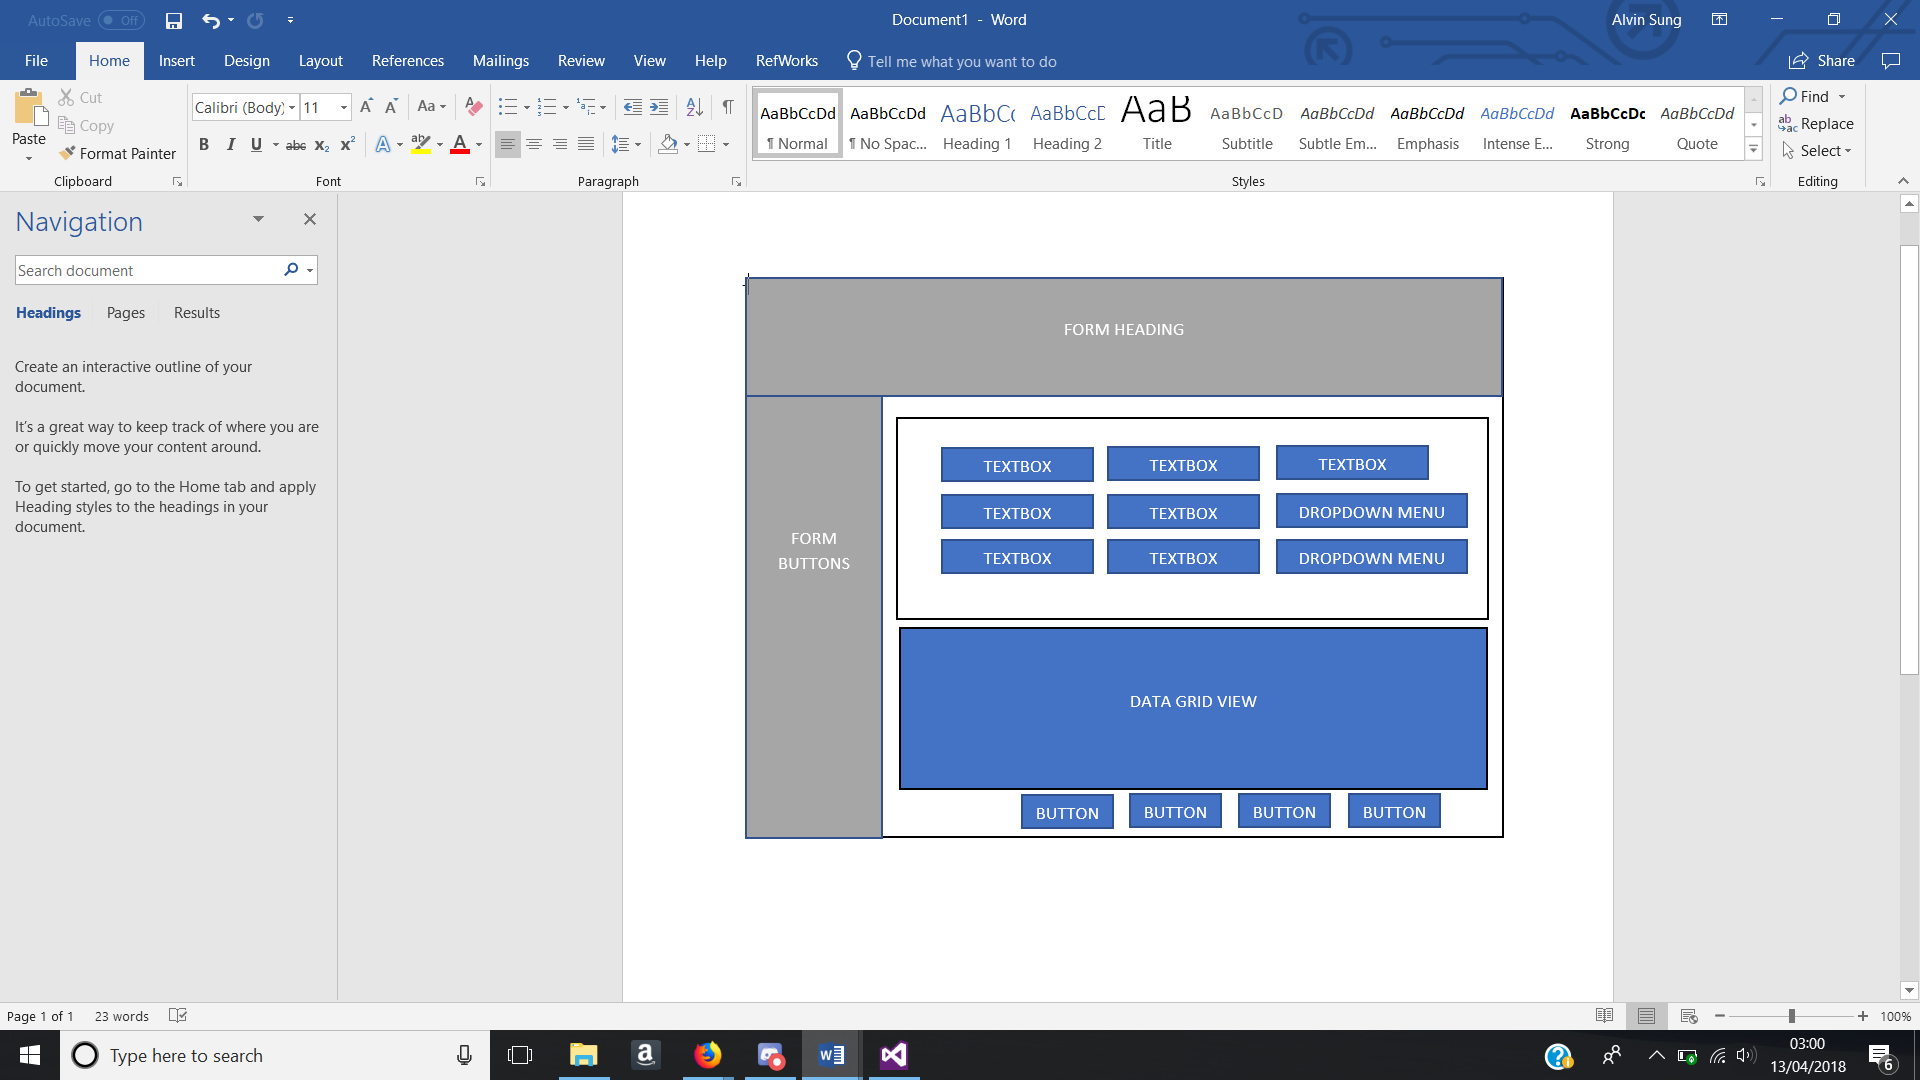 AutoSave Off
Document1 - Word
Alvin Sung
File Home Insert Design Layout References Mailings Review View Help RefWorks Tell me what you want to do Share
Paste
Cut
Copy
Format Painter
Clipboard
Calibri (Body) 11
Font
Paragraph
AaBbCcDd AaBbCcDd AaBbCc AaBbCcD AaB AaBbCcD AaBbCcDd AaBbCcDd AaBbCcDd AaBbCcDc AaBbCcDd
¶ Normal ¶ No Spac... Heading 1 Heading 2 Title Subtitle Subtle Em... Emphasis Intense E... Strong Quote
Styles
Find
Replace
Select
Editing
Navigation
Search document
Headings Pages Results
Create an interactive outline of your
document.
It's a great way to keep track of where you are
or quickly move your content around.
To get started, go to the Home tab and apply
Heading styles to the headings in your
document.
FORM HEADING
FORM
BUTTONS
TEXTBOX TEXTBOX TEXTBOX
TEXTBOX TEXTBOX DROPDOWN MENU
TEXTBOX TEXTBOX DROPDOWN MENU
DATA GRID VIEW
BUTTON BUTTON BUTTON BUTTON
Page 1 of 1 23 words
100%
Type here to search
03:00
13/04/2018
6